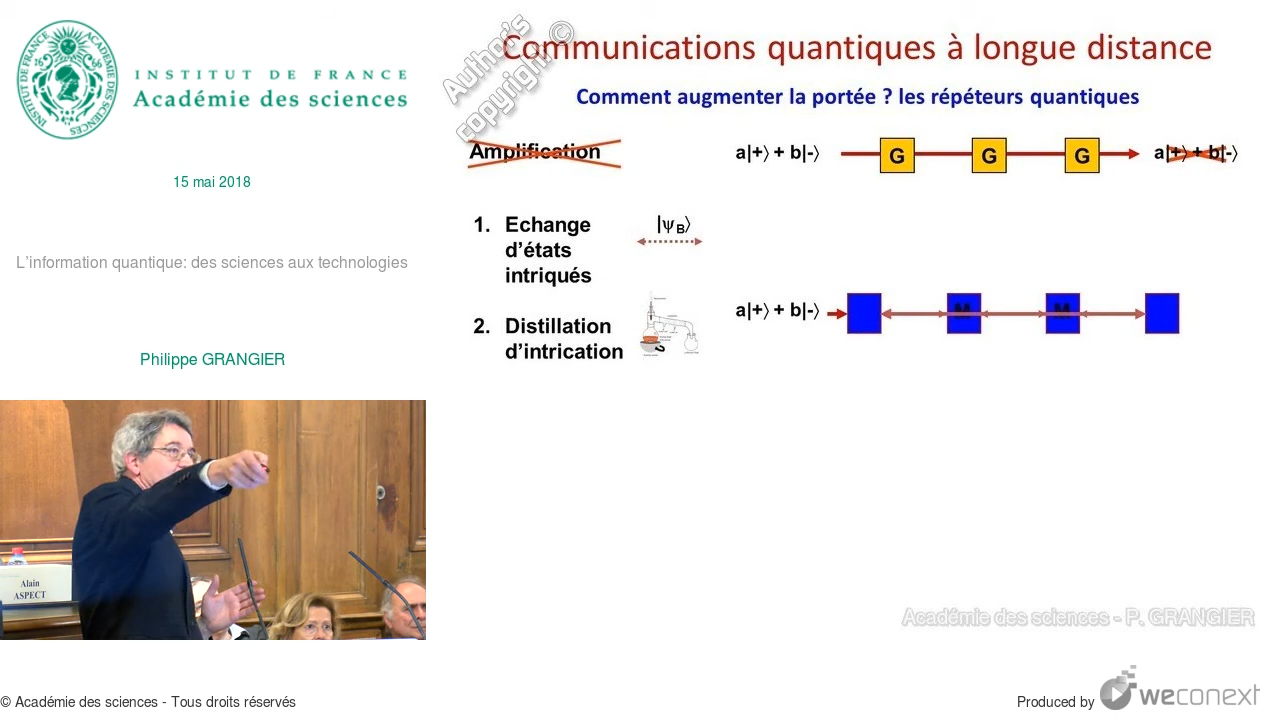 INSTITUT DE FRANCE
Académie des sciences
15 mai 2018
L'information quantique: des sciences aux technologies
Philippe GRANGIER
Alain
ASPECT
Author's
copyright ©
Communications quantiques à longue distance
Comment augmenter la portée ? les répéteurs quantiques
Amplification
a|+⟩ + b|-⟩
G G G
a|+⟩ + b|-⟩
1. Echange
d'états
intriqués
|ψB⟩
2. Distillation
d'intrication
a|+⟩ + b|-⟩
M M
Académie des sciences - P. GRANGIER
© Académie des sciences - Tous droits réservés
Produced by weconext